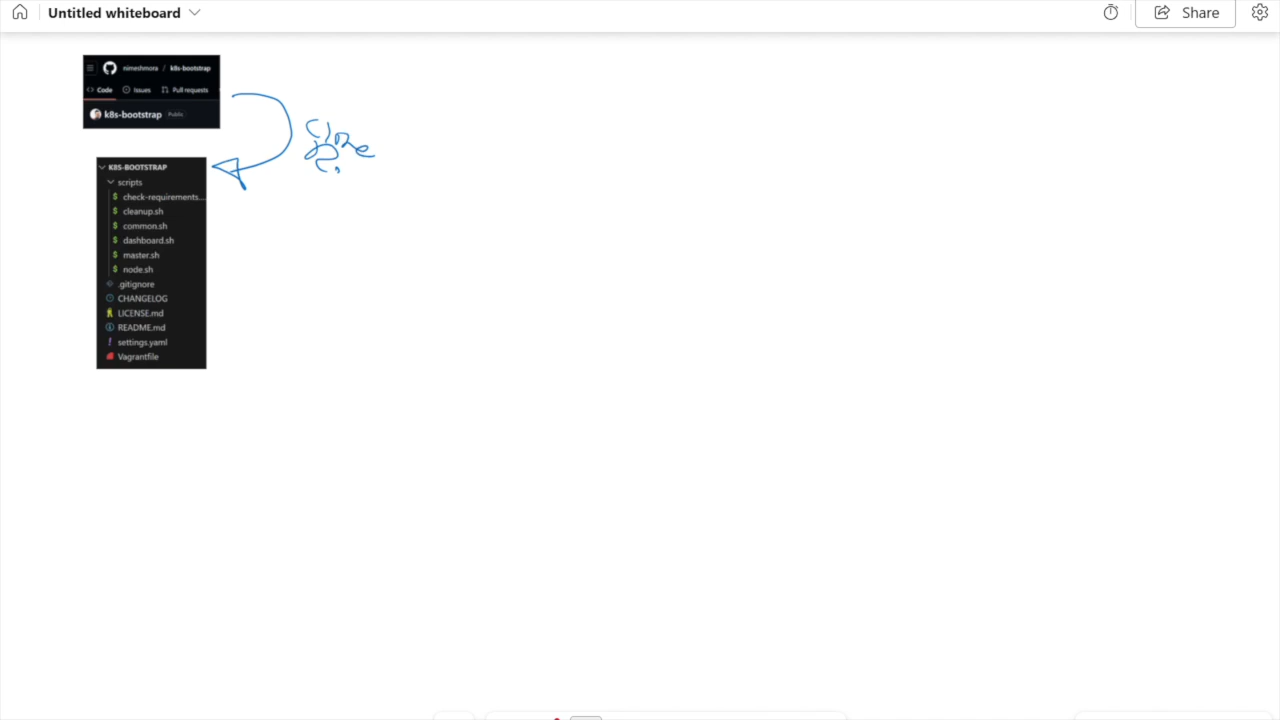 Untitled whiteboard
Share
nimeshmora / k8s-bootstrap
Code Issues Pull requests
k8s-bootstrap Public
Clone
K8S-BOOTSTRAP
scripts
$ check-requirements...
$ cleanup.sh
$ common.sh
$ dashboard.sh
$ master.sh
$ node.sh
.gitignore
CHANGELOG
LICENSE.md
README.md
! settings.yaml
Vagrantfile